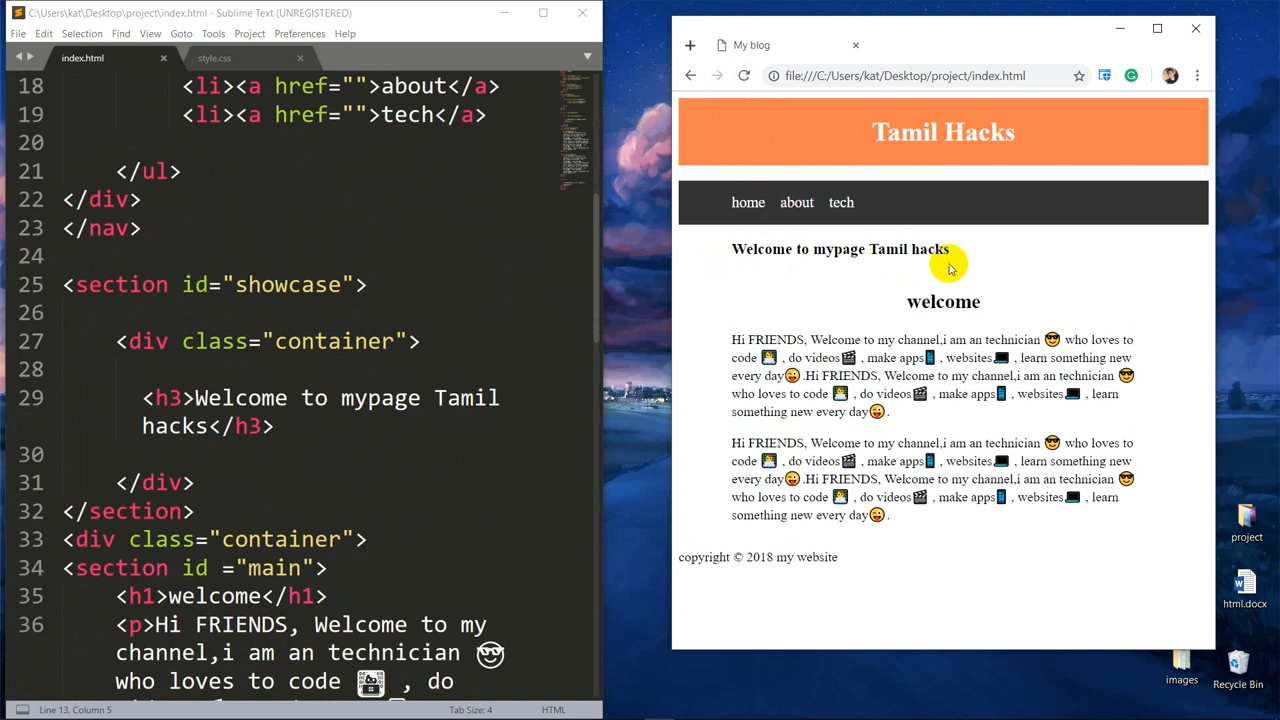 C:\Users\kat\Desktop\project\index.html - Sublime Text (UNREGISTERED)
File Edit Selection Find View Goto Tools Project Preferences Help
index.html
style.css
18 <li><a href="">about</a>
19 <li><a href="">tech</a>
20
21 </ul>
22 </div>
23 </nav>
24
25 <section id="showcase">
26
27 <div class="container">
28
29 <h3>Welcome to mypage Tamil
hacks</h3>
30
31 </div>
32 </section>
33 <div class="container">
34 <section id ="main">
35 <h1>welcome</h1>
36 <p>Hi FRIENDS, Welcome to my
channel,i am an technician 😎
who loves to code 👩‍💻 , do
Line 13, Column 5
Tab Size: 4
HTML
My blog
file:///C:/Users/kat/Desktop/project/index.html
Tamil Hacks
home about tech
Welcome to mypage Tamil hacks
welcome
Hi FRIENDS, Welcome to my channel,i am an technician 😎 who loves to
code 👩‍💻 , do videos🎬 , make apps📱 , websites💻 , learn something new
every day😜.Hi FRIENDS, Welcome to my channel,i am an technician 😎
who loves to code 👩‍💻 , do videos🎬 , make apps📱 , websites💻 , learn
something new every day😜.
Hi FRIENDS, Welcome to my channel,i am an technician 😎 who loves to
code 👩‍💻 , do videos🎬 , make apps📱 , websites💻 , learn something new
every day😜.Hi FRIENDS, Welcome to my channel,i am an technician 😎
who loves to code 👩‍💻 , do videos🎬 , make apps📱 , websites💻 , learn
something new every day😜.
copyright © 2018 my website
project
html.docx
images
Recycle Bin